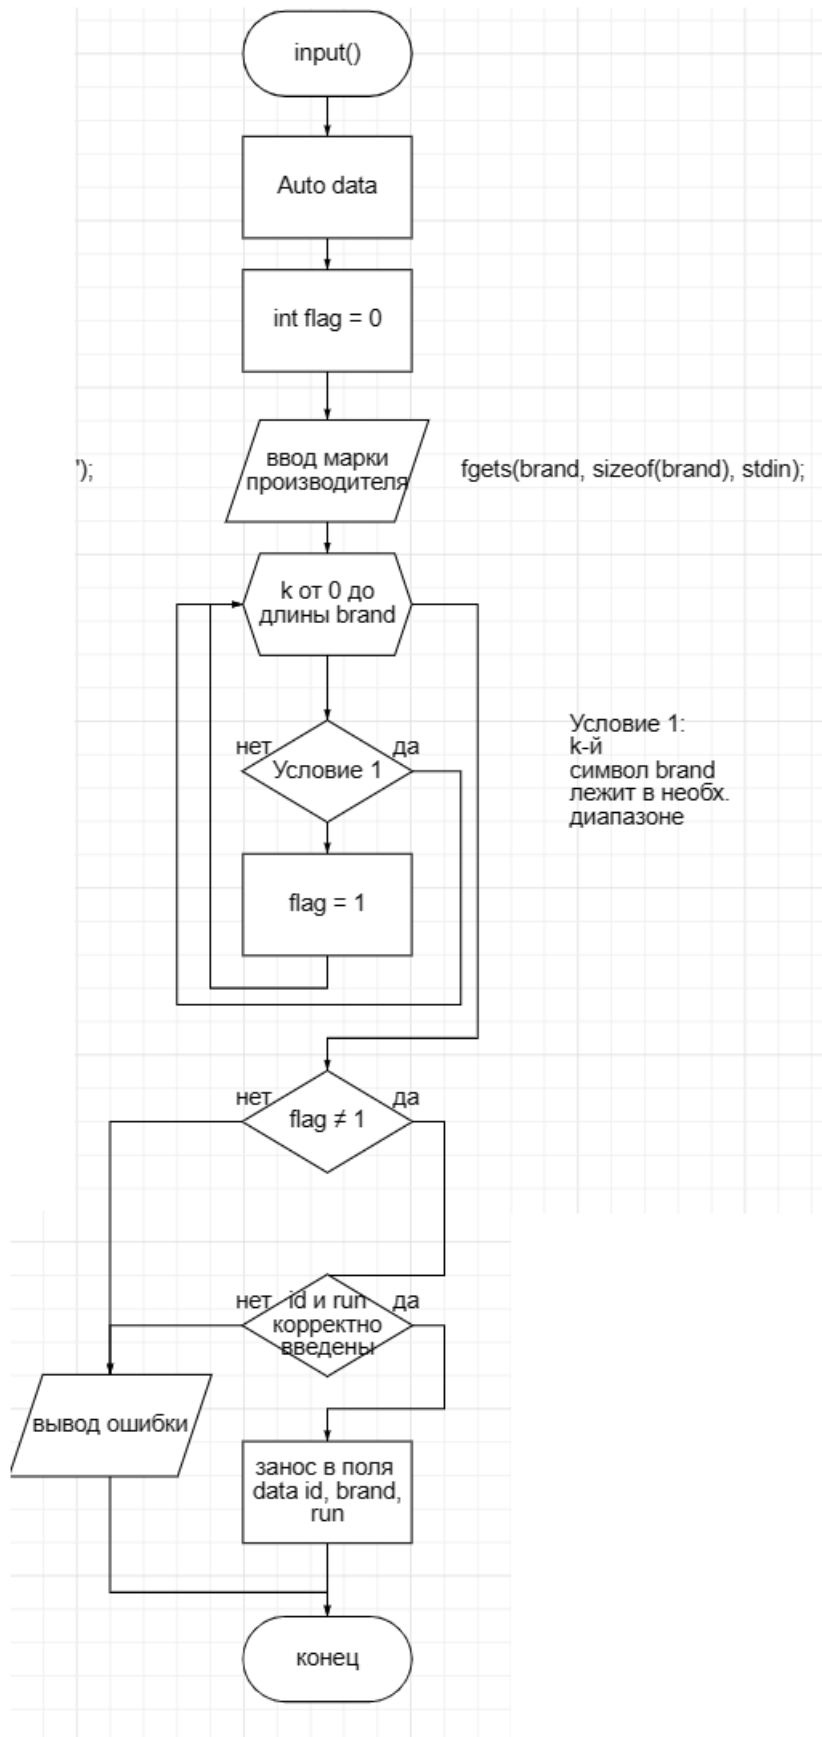 input()
Auto data
int flag = 0
');
ввод марки
производителя
fgets(brand, sizeof(brand), stdin);
k от 0 до
длины brand
нет
да
Условие 1
Условие 1:
k-й
символ brand
лежит в необх.
диапазоне
flag = 1
нет
да
flag ≠ 1
нет
да
id и run
корректно
введены
вывод ошибки
занос в поля
data id, brand,
run
конец